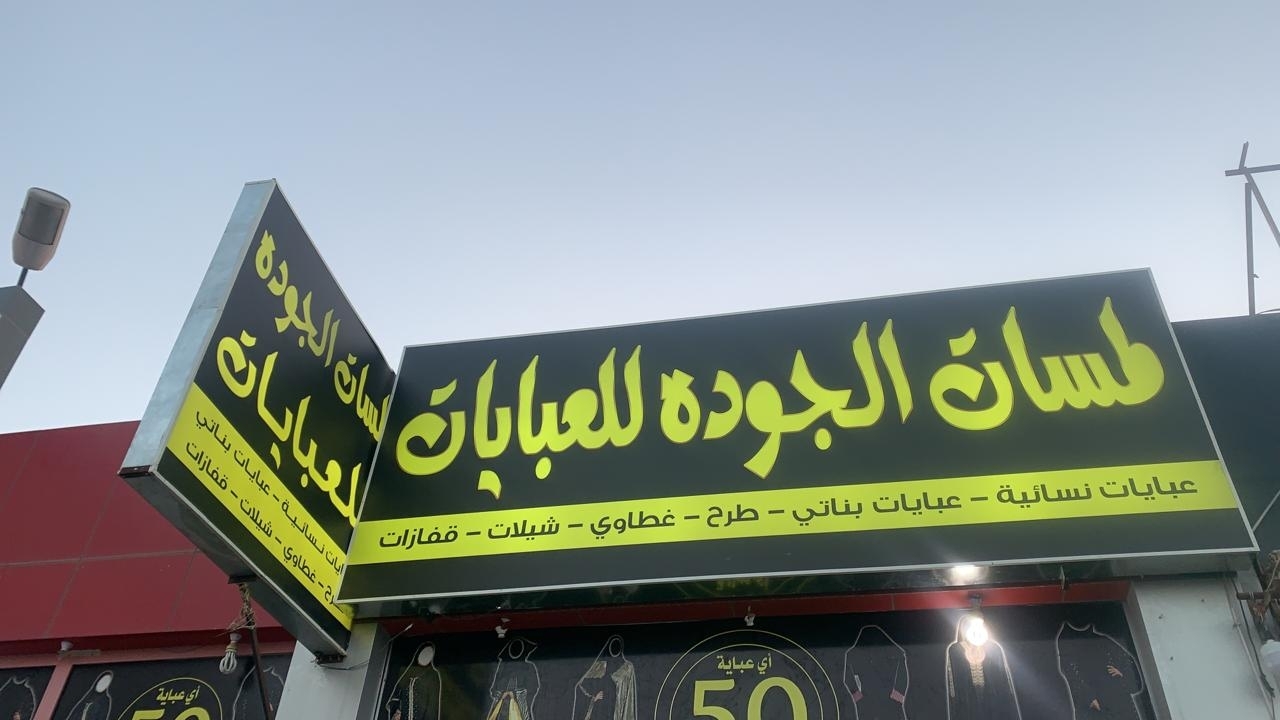 لمسات الجوده للعبايات
عبايات نسائية – عبايات بناتي – طرح – غطاوي – شيلات – قفازات
لمسات الجوده
للعبايات
عبايات نسائية – عبايات بناتي
طرح – غطاوي – شيلات – قفازات
أي عباية
50
أي عباية
50